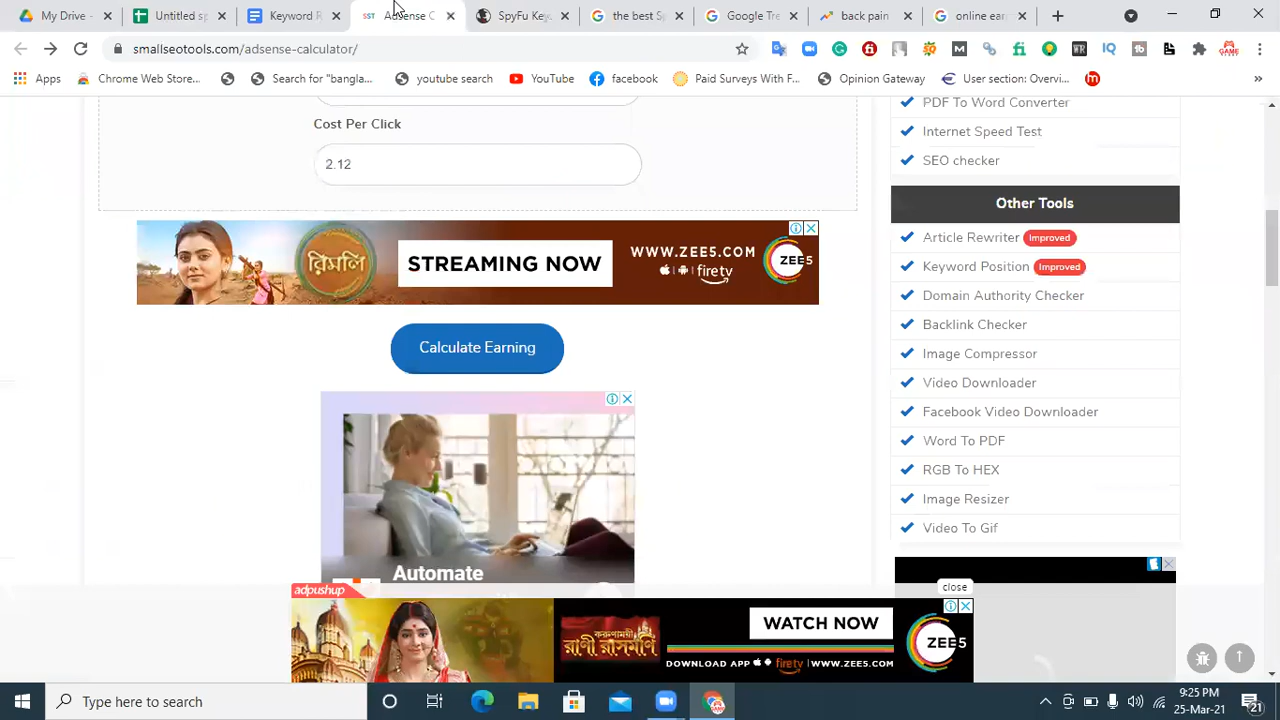 My Drive -
Untitled s
Keyword R
SST Adsense C
SpyFu Key
the best S
Google Tre
back pain
online ear
smallseotools.com/adsense-calculator/
Apps
Chrome Web Store...
Search for "bangla...
youtube search
YouTube
facebook
Paid Surveys With F...
Opinion Gateway
User section: Overvi...
»
Cost Per Click
2.12
রিমলি
STREAMING NOW
WWW.ZEE5.COM
firetv
ZEE5
Calculate Earning
Automate
PDF To Word Converter
Internet Speed Test
SEO checker
Other Tools
Article Rewriter Improved
Keyword Position Improved
Domain Authority Checker
Backlink Checker
Image Compressor
Video Downloader
Facebook Video Downloader
Word To PDF
RGB To HEX
Image Resizer
Video To Gif
close
adpushup
করুণাময়ী
রাণী রাসমণি
WATCH NOW
DOWNLOAD APP firetv | WWW.ZEE5.COM
ZEE5
Type here to search
9:25 PM
25-Mar-21
21